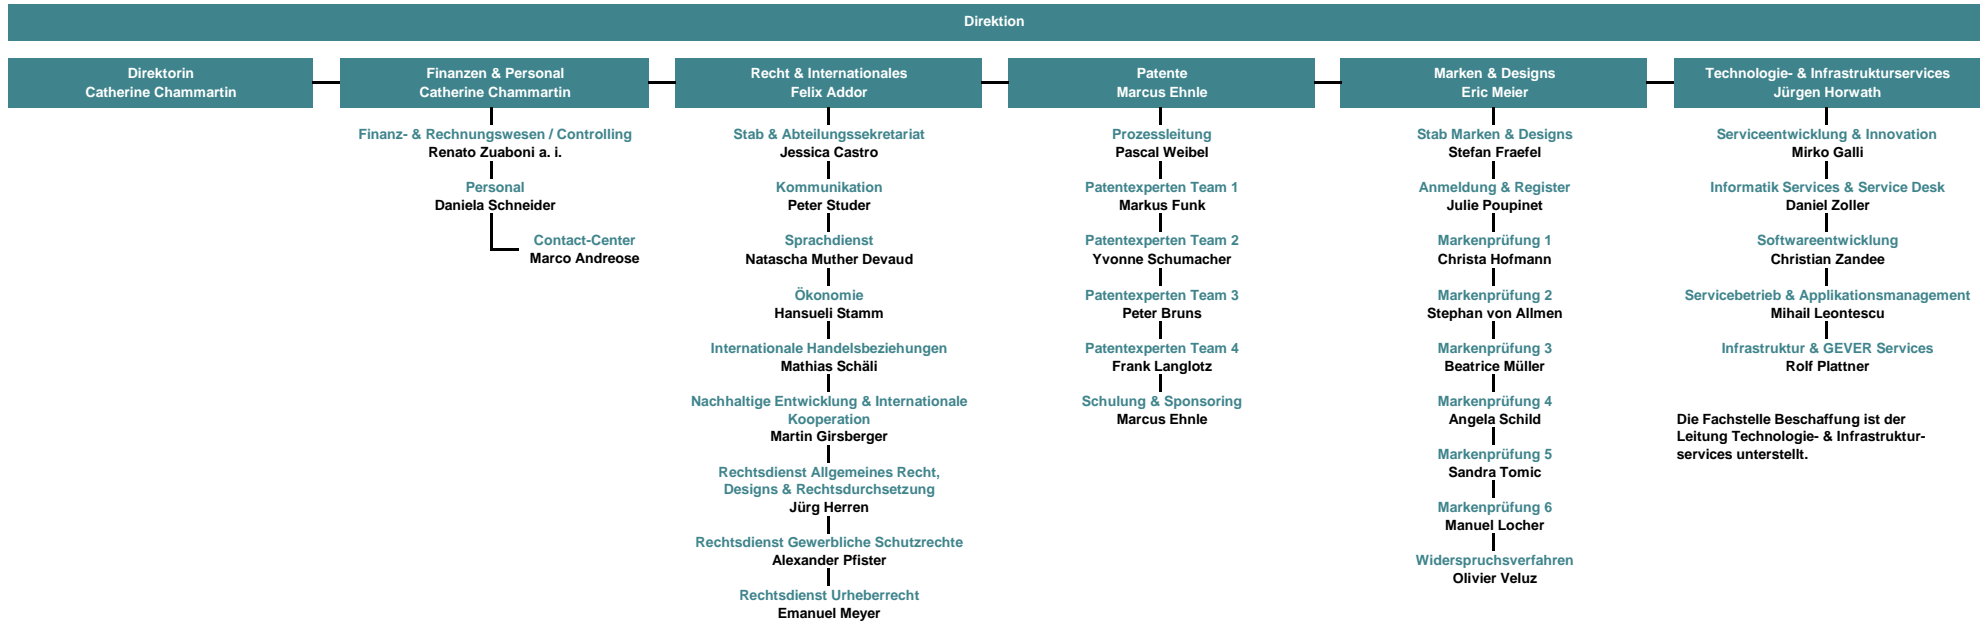 Direktion
Direktorin
Catherine Chammartin
Finanzen & Personal
Catherine Chammartin
Finanz- & Rechnungswesen / Controlling
Renato Zuaboni a. i.
Personal
Daniela Schneider
Contact-Center
Marco Andreose
Recht & Internationales
Felix Addor
Stab & Abteilungssekretariat
Jessica Castro
Kommunikation
Peter Studer
Sprachdienst
Natascha Muther Devaud
Ökonomie
Hansueli Stamm
Internationale Handelsbeziehungen
Mathias Schäli
Nachhaltige Entwicklung & Internationale
Kooperation
Martin Girsberger
Rechtsdienst Allgemeines Recht,
Designs & Rechtsdurchsetzung
Jürg Herren
Rechtsdienst Gewerbliche Schutzrechte
Alexander Pfister
Rechtsdienst Urheberrecht
Emanuel Meyer
Patente
Marcus Ehnle
Prozessleitung
Pascal Weibel
Patentexperten Team 1
Markus Funk
Patentexperten Team 2
Yvonne Schumacher
Patentexperten Team 3
Peter Bruns
Patentexperten Team 4
Frank Langlotz
Schulung & Sponsoring
Marcus Ehnle
Marken & Designs
Eric Meier
Stab Marken & Designs
Stefan Fraefel
Anmeldung & Register
Julie Poupinet
Markenprüfung 1
Christa Hofmann
Markenprüfung 2
Stephan von Allmen
Markenprüfung 3
Beatrice Müller
Markenprüfung 4
Angela Schild
Markenprüfung 5
Sandra Tomic
Markenprüfung 6
Manuel Locher
Widerspruchsverfahren
Olivier Veluz
Technologie- & Infrastrukturservices
Jürgen Horwath
Serviceentwicklung & Innovation
Mirko Galli
Informatik Services & Service Desk
Daniel Zoller
Softwareentwicklung
Christian Zandee
Servicebetrieb & Applikationsmanagement
Mihail Leontescu
Infrastruktur & GEVER Services
Rolf Plattner
Die Fachstelle Beschaffung ist der
Leitung Technologie- & Infrastruktur-
services unterstellt.